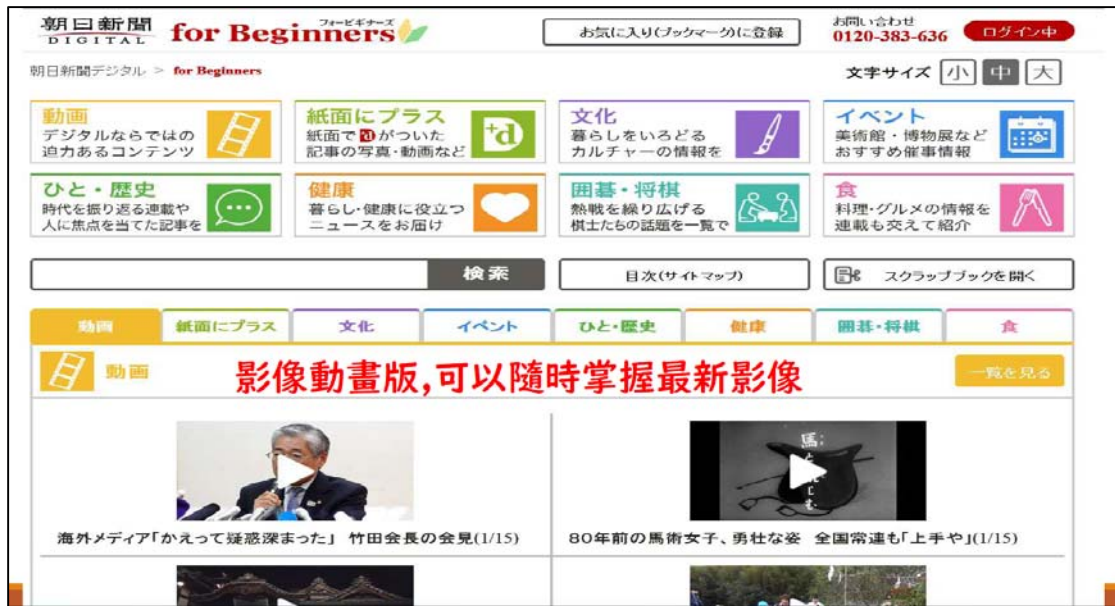 朝日新聞 DIGITAL for Beginners フォービギナーズ
お気に入り(ブックマーク)に登録
お問い合わせ
0120-383-636
ログイン中
朝日新聞デジタル > for Beginners
文字サイズ 小 中 大
動画
デジタルならではの
迫力あるコンテンツ
紙面にプラス
紙面で d がついた
記事の写真・動画など
+d
文化
暮らしをいろどる
カルチャーの情報を
イベント
美術館・博物展など
おすすめ催事情報
ひと・歴史
時代を振り返る連載や
人に焦点を当てた記事を
健康
暮らし・健康に役立つ
ニュースをお届け
囲碁・将棋
熱戦を繰り広げる
棋士たちの話題を一覧で
食
料理・グルメの情報を
連載も交えて紹介
検索
目次(サイトマップ)
スクラップブックを開く
動画 紙面にプラス 文化 イベント ひと・歴史 健康 囲碁・将棋 食
動画
影像動畫版,可以隨時掌握最新影像
一覧を見る
馬と
む
海外メディア「かえって疑惑深まった」 竹田会長の会見(1/15)
80年前の馬術女子、勇壮な姿 全国常連も「上手や」(1/15)